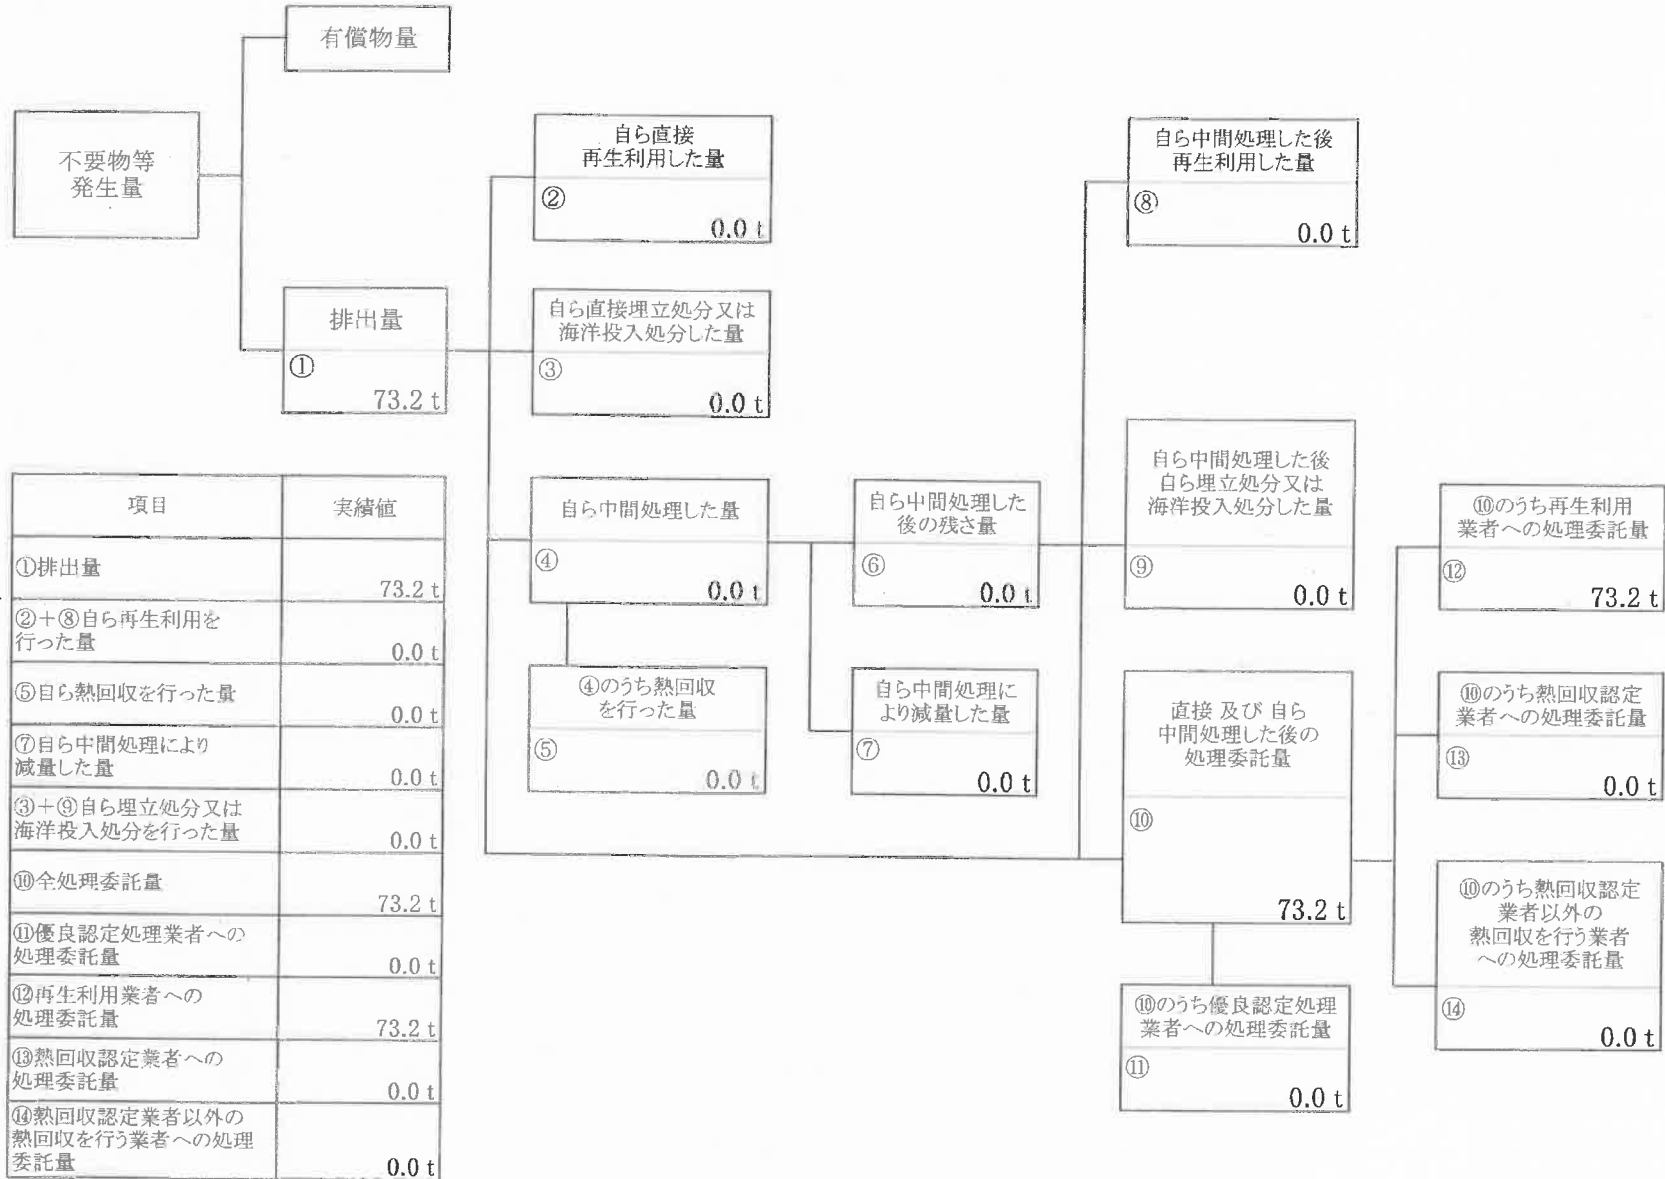 有償物量
不要物等
発生量
排出量
①
73.2 t
自ら直接
再生利用した量
②
0.0 t
自ら直接埋立処分又は
海洋投入処分した量
③
0.0 t
自ら中間処理した量
④
0.0 t
④のうち熱回収
を行った量
⑤
0.0 t
自ら中間処理した
後の残さ量
⑥
0.0 t
自ら中間処理に
より減量した量
⑦
0.0 t
自ら中間処理した後
再生利用した量
⑧
0.0 t
自ら中間処理した後
自ら埋立処分又は
海洋投入処分した量
⑨
0.0 t
直接 及び 自ら
中間処理した後の
処理委託量
⑩
73.2 t
⑩のうち優良認定処理
業者への処理委託量
⑪
0.0 t
⑩のうち再生利用
業者への処理委託量
⑫
73.2 t
⑩のうち熱回収認定
業者への処理委託量
⑬
0.0 t
⑩のうち熱回収認定
業者以外の
熱回収を行う業者
への処理委託量
⑭
0.0 t
項目 実績値
①排出量
73.2 t
②+⑧自ら再生利用を
行った量
0.0 t
⑤自ら熱回収を行った量
0.0 t
⑦自ら中間処理により
減量した量
0.0 t
③+⑨自ら埋立処分又は
海洋投入処分を行った量
0.0 t
⑩全処理委託量
73.2 t
⑪優良認定処理業者への
処理委託量
0.0 t
⑫再生利用業者への
処理委託量
73.2 t
⑬熱回収認定業者への
処理委託量
0.0 t
⑭熱回収認定業者以外の
熱回収を行う業者への処理
委託量
0.0 t